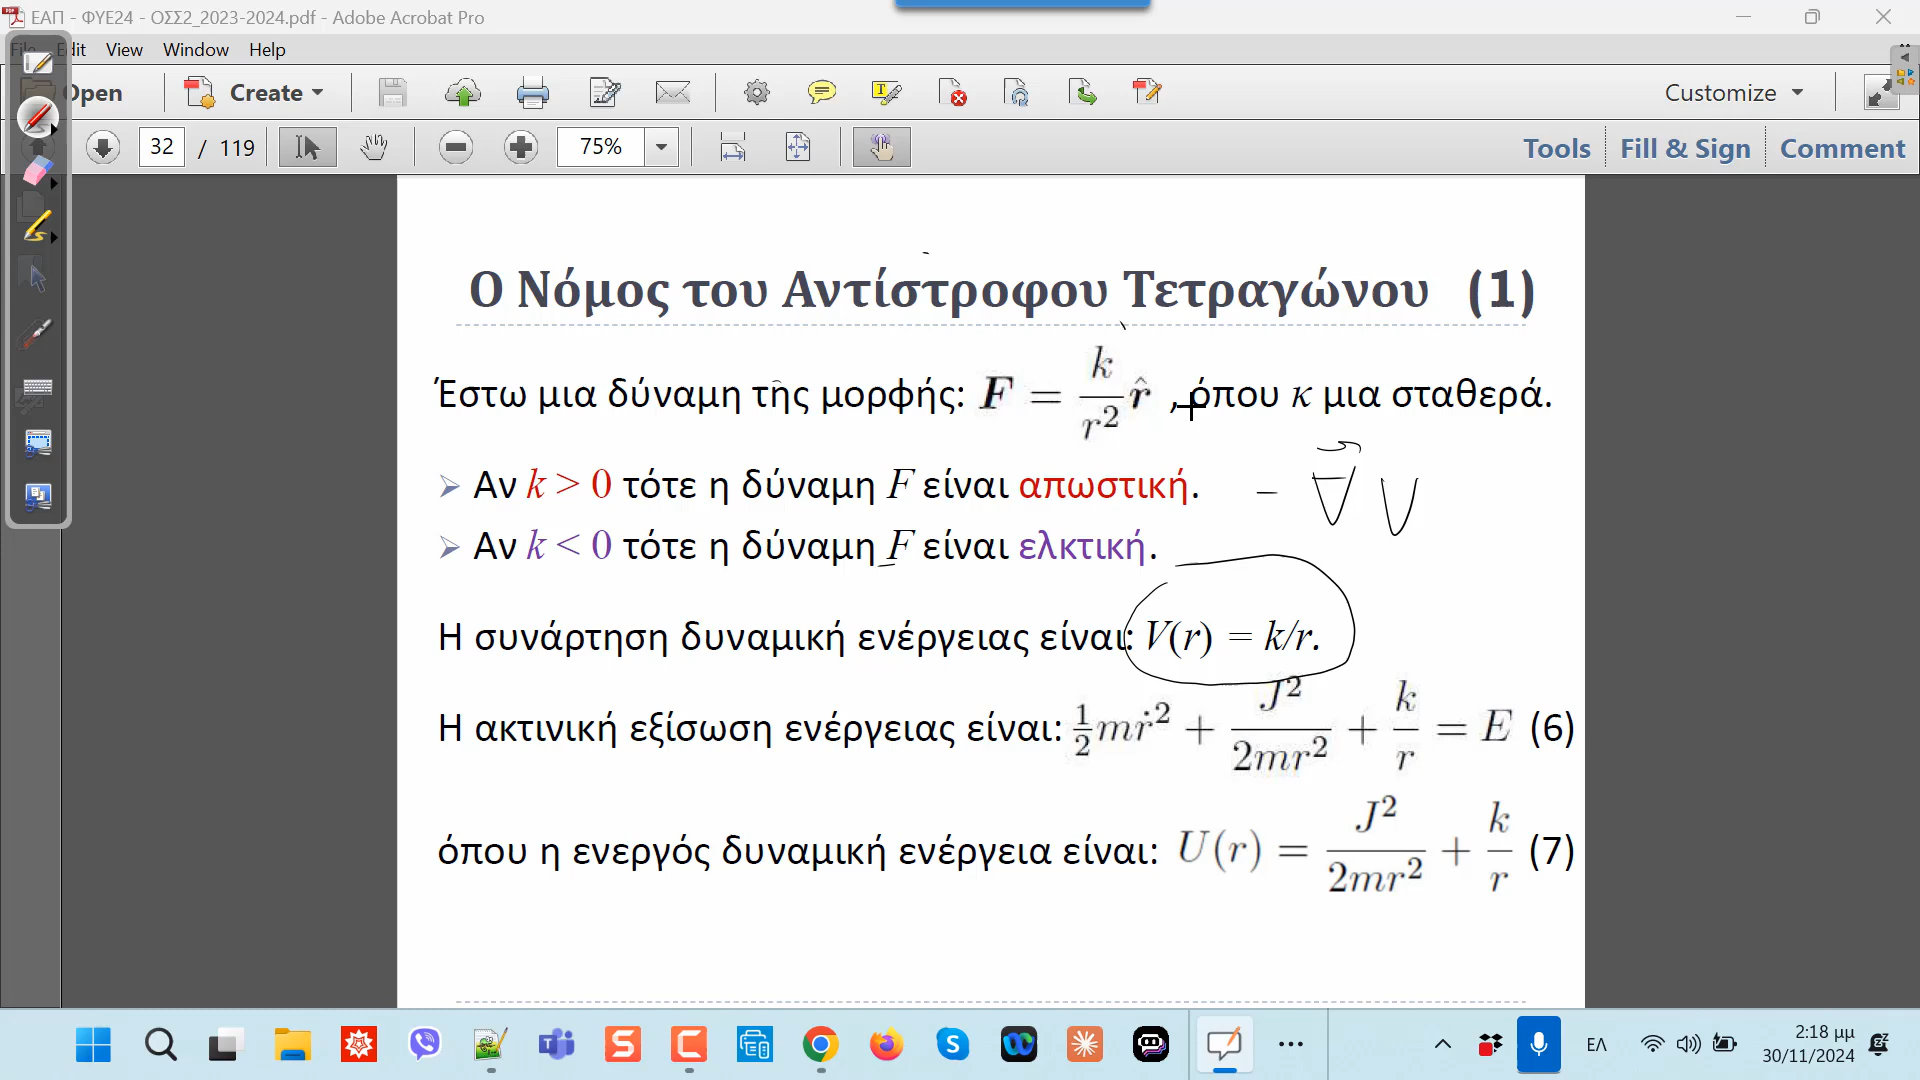 ΕΑΠ - ΦΥΕ24 - ΟΣΣ2_2023-2024.pdf - Adobe Acrobat Pro
File Edit View Window Help
Open Create Customize
32 / 119 75% Tools Fill & Sign Comment
Ο Νόμος του Αντίστροφου Τετραγώνου (1)
Έστω μια δύναμη της μορφής: F = k/r² r̂ , όπου κ μια σταθερά.
Αν k > 0 τότε η δύναμη F είναι απωστική. - ∇⃗ V
Αν k < 0 τότε η δύναμη F είναι ελκτική.
Η συνάρτηση δυναμική ενέργειας είναι: V(r) = k/r.
Η ακτινική εξίσωση ενέργειας είναι: ½mṙ² + J²/2mr² + k/r = E (6)
όπου η ενεργός δυναμική ενέργεια είναι: U(r) = J²/2mr² + k/r (7)
ΕΛ 2:18 μμ
30/11/2024